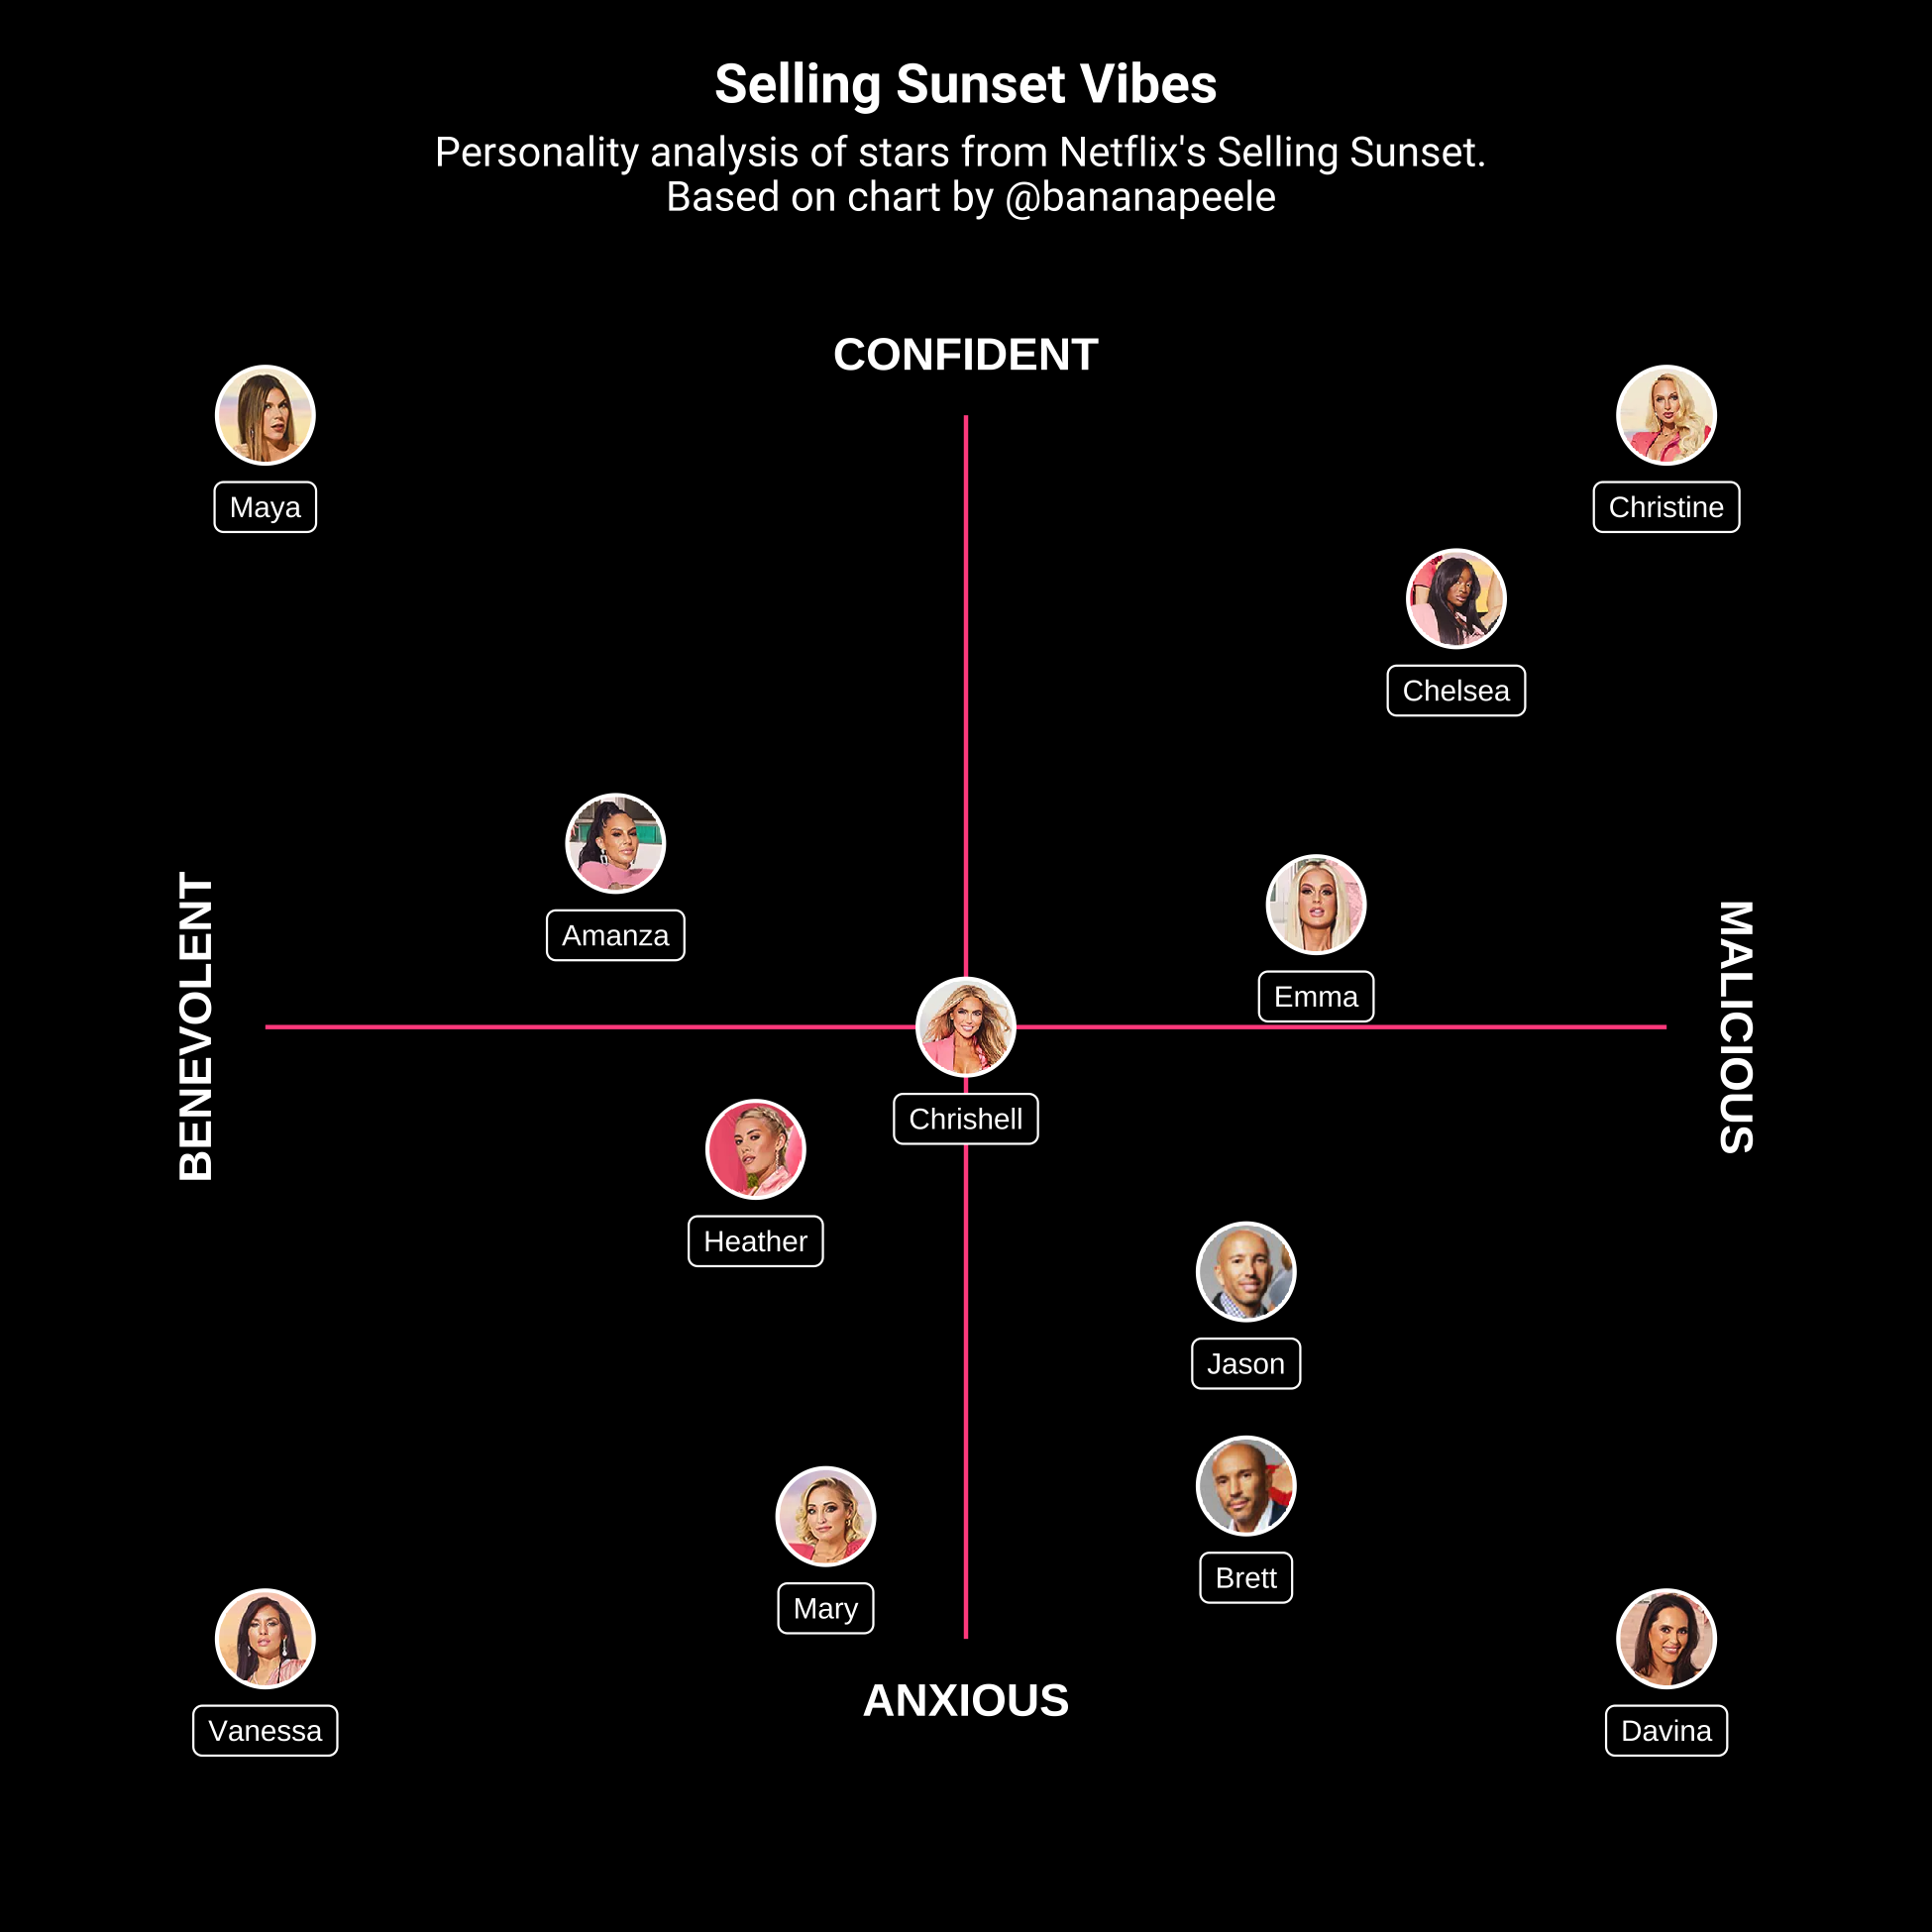 Selling Sunset Vibes
Personality analysis of stars from Netflix's Selling Sunset.
Based on chart by @bananapeele
CONFIDENT
Maya
Christine
Chelsea
Amanza
Emma
BENEVOLENT
MALICIOUS
Chrishell
Heather
Jason
Brett
Mary
ANXIOUS
Vanessa
Davina